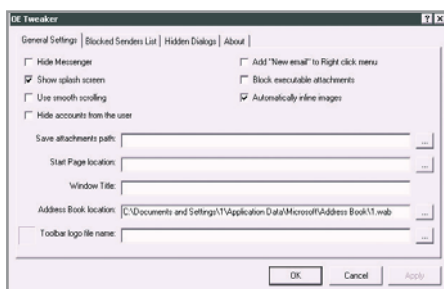 OE Tweaker
General Settings Blocked Senders List Hidden Dialogs About
Hide Messenger
Add "New email" to Right click menu
Show splash screen
Block executable attachments
Use smooth scrolling
Automatically inline images
Hide accounts from the user
Save attachments path:
...
Start Page location:
...
Window Title:
Address Book location: C:\Documents and Settings\1\Application Data\Microsoft\Address Book\1.wab
...
Toolbar logo file name:
...
OK Cancel Apply